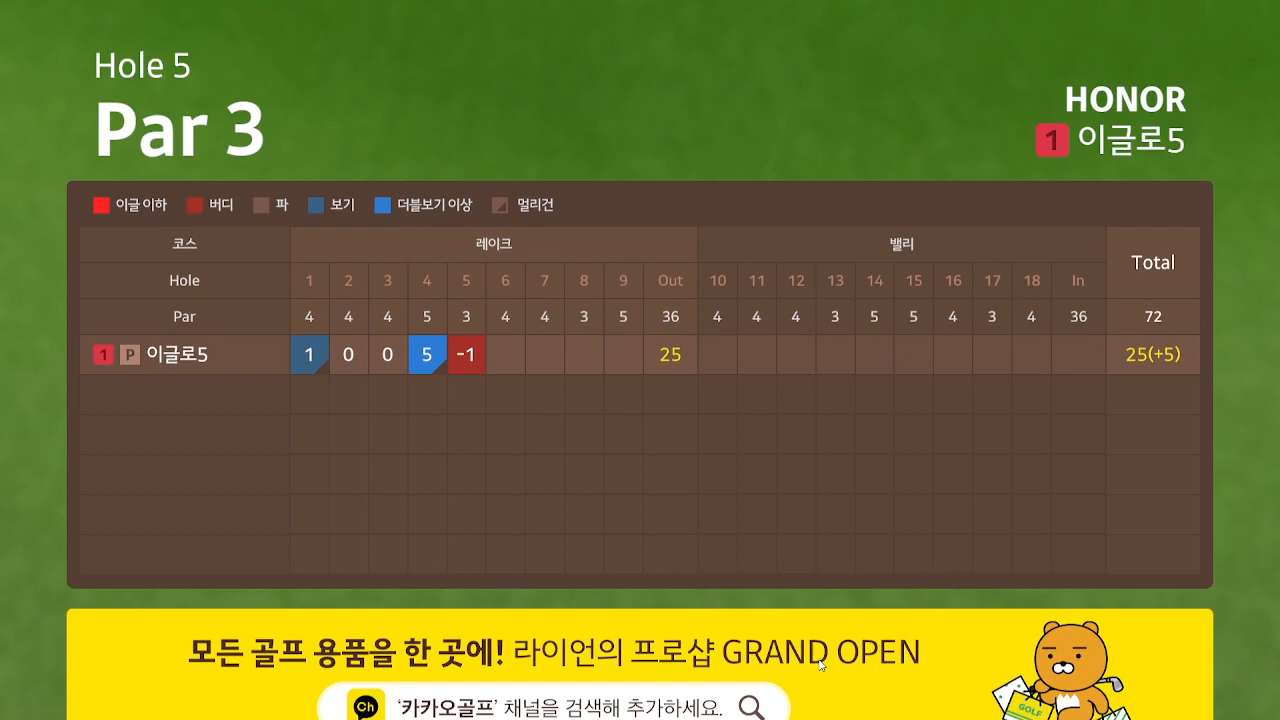 Hole 5
Par 3
HONOR
1 이글로5
이글 이하 버디 파 보기 더블보기 이상 멀리건
코스 레이크 밸리 Total
Hole 1 2 3 4 5 6 7 8 9 Out 10 11 12 13 14 15 16 17 18 In
Par 4 4 4 5 3 4 4 3 5 36 4 4 4 3 5 5 4 3 4 36 72
1 P 이글로5 1 0 0 5 -1 25 25(+5)
모든 골프 용품을 한 곳에! 라이언의 프로샵 GRAND OPEN
Ch '카카오골프' 채널을 검색해 추가하세요.
GOLF